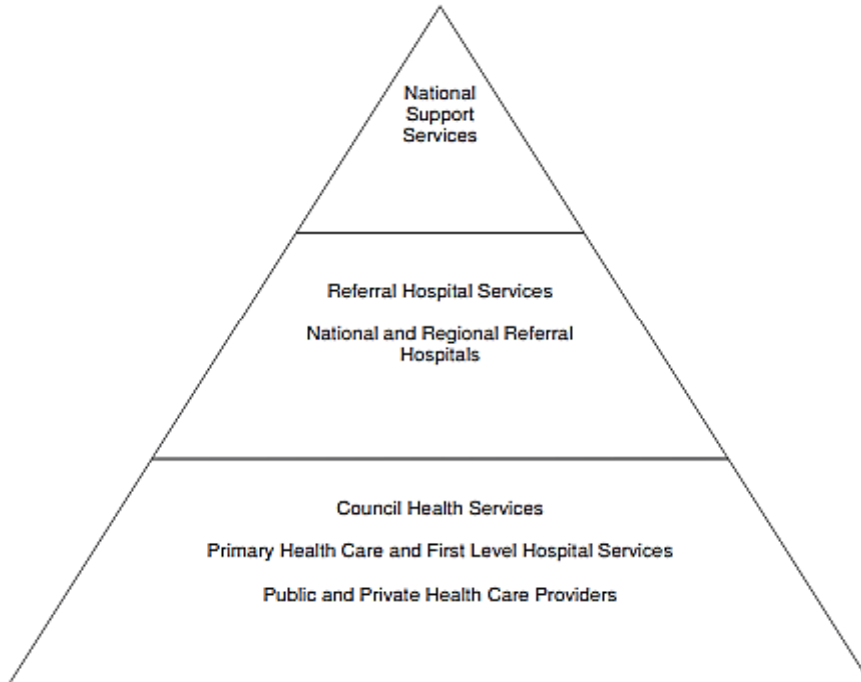 National
Support
Services
Referral Hospital Services
National and Regional Referral
Hospitals
Council Health Services
Primary Health Care and First Level Hospital Services
Public and Private Health Care Providers